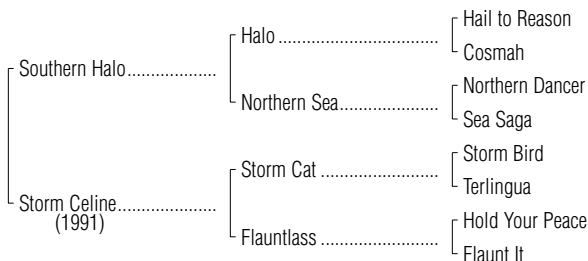 Hail to Reason
Halo ........................................
Cosmah
Southern Halo......................
Northern Dancer
Northern Sea........................
Sea Saga
Storm Bird
Storm Cat ...............................
Terlingua
Storm Celine........................
(1991)
Hold Your Peace
Flauntlass ..............................
Flaunt It